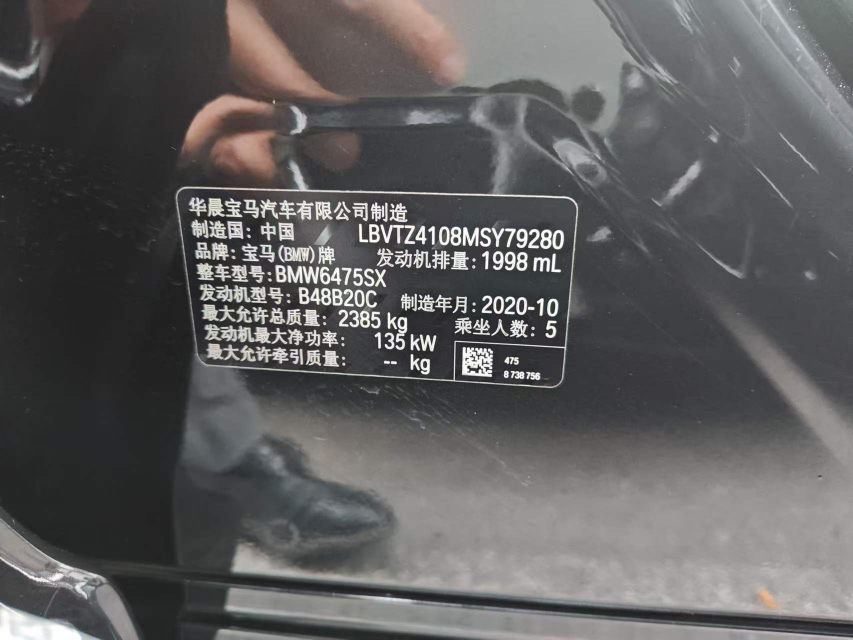 华晨宝马汽车有限公司制造
制造国：中国 LBVTZ4108MSY79280
品牌：宝马(BMW)牌 发动机排量：1998 mL
整车型号：BMW6475SX
发动机型号：B48B20C 制造年月：2020-10
最大允许总质量：2385 kg 乘坐人数：5
发动机最大净功率：135 kW
最大允许牵引质量：-- kg
475
8 738 756